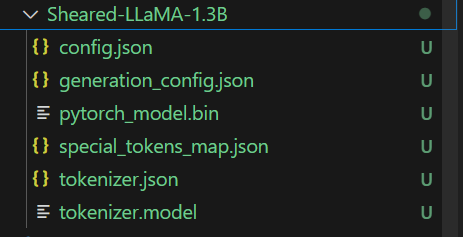 Sheared-LLaMA-1.3B
{} config.json U
{} generation_config.json U
pytorch_model.bin U
{} special_tokens_map.json U
{} tokenizer.json U
tokenizer.model U